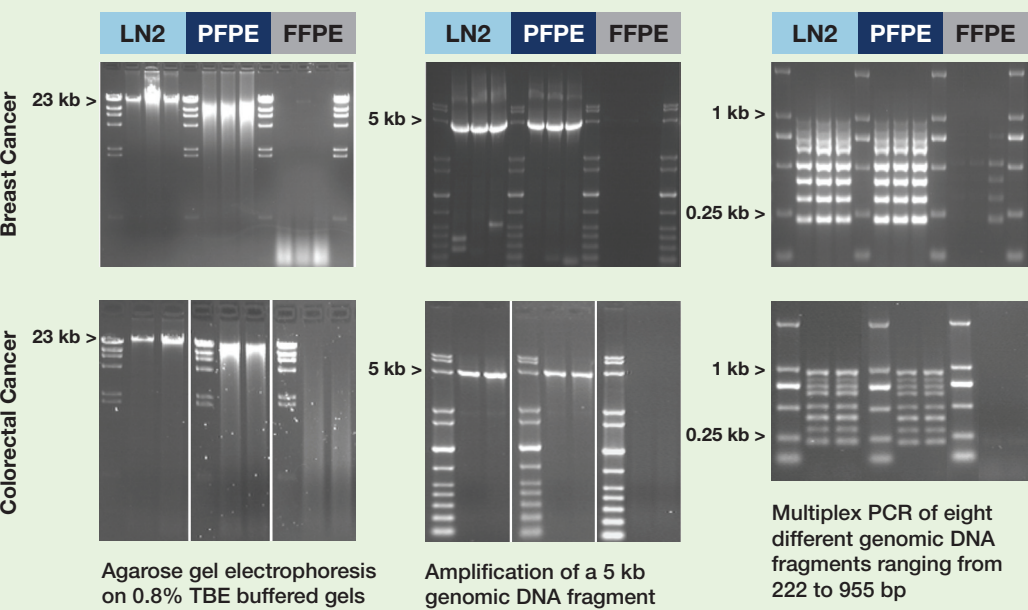 LN2 PFPE FFPE
LN2 PFPE FFPE
LN2 PFPE FFPE
Breast Cancer
23 kb >
5 kb >
1 kb >
0.25 kb >
Colorectal Cancer
23 kb >
5 kb >
1 kb >
0.25 kb >
Agarose gel electrophoresis
on 0.8% TBE buffered gels
Amplification of a 5 kb
genomic DNA fragment
Multiplex PCR of eight
different genomic DNA
fragments ranging from
222 to 955 bp